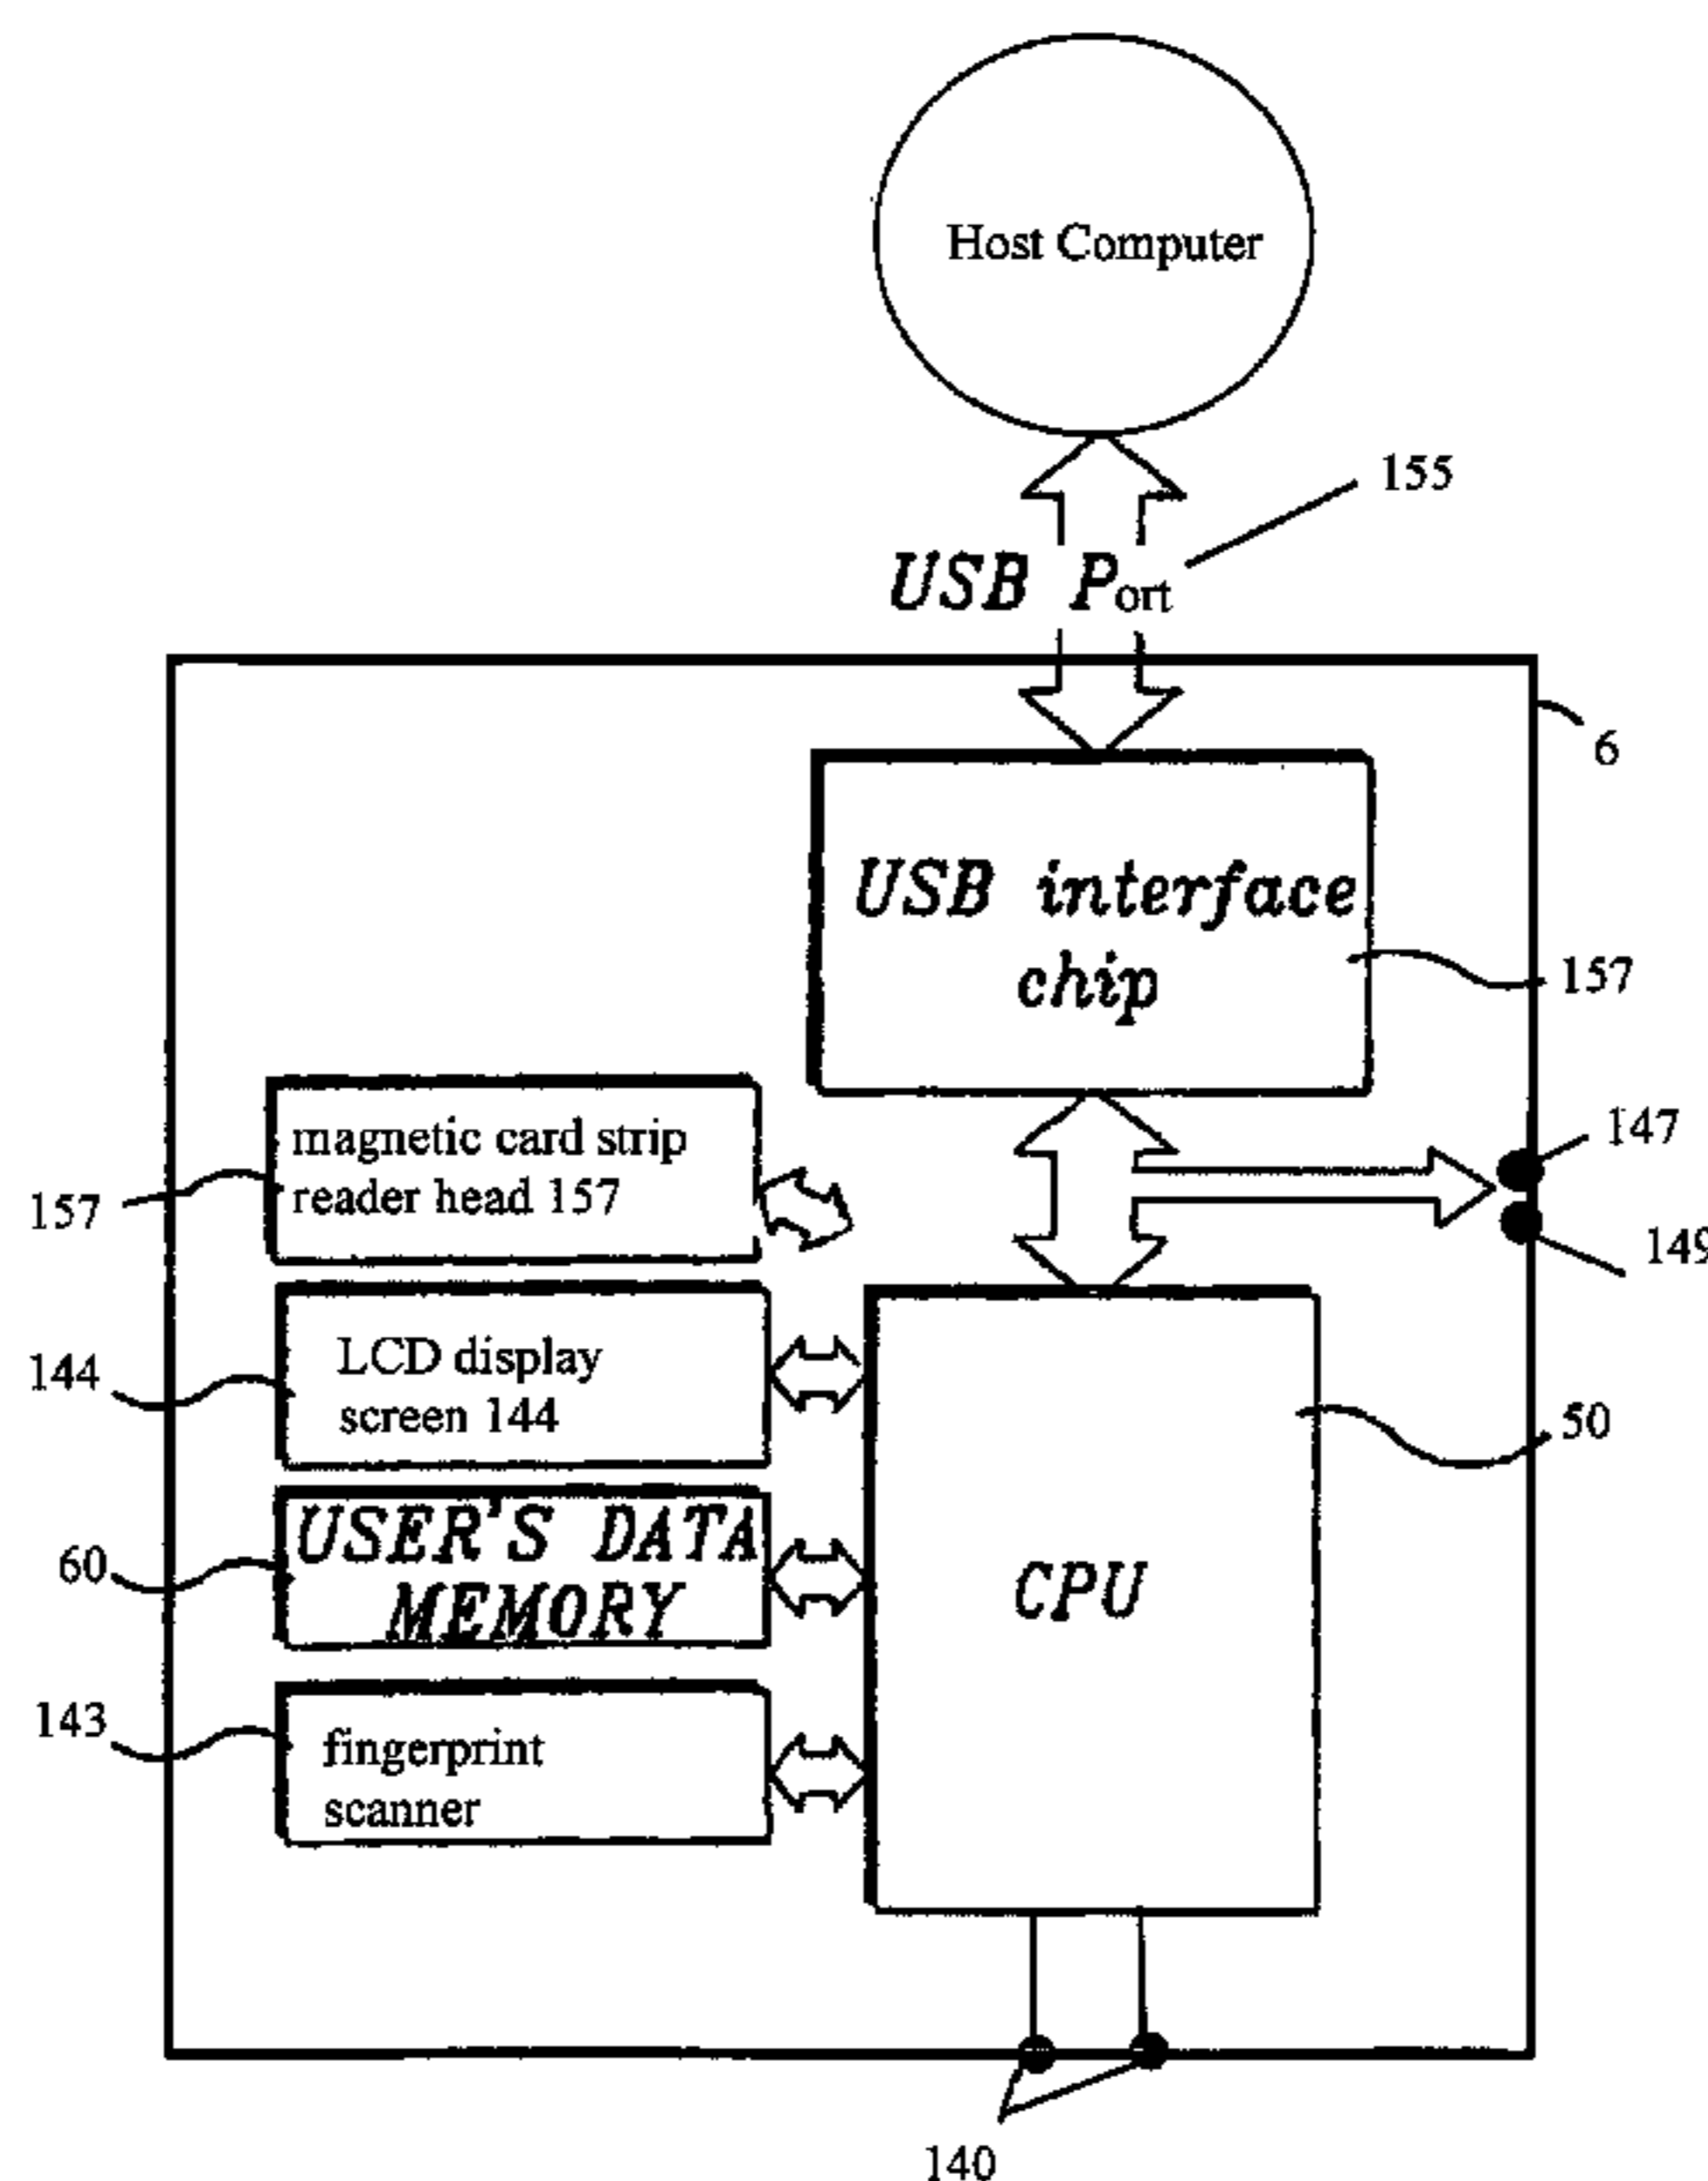 Host Computer
155
USB Port
6
USB interface
chip
157
magnetic card strip
reader head 157
157
147
149
LCD display
screen 144
144
50
USER'S DATA
MEMORY
60
CPU
143
fingerprint
scanner
140